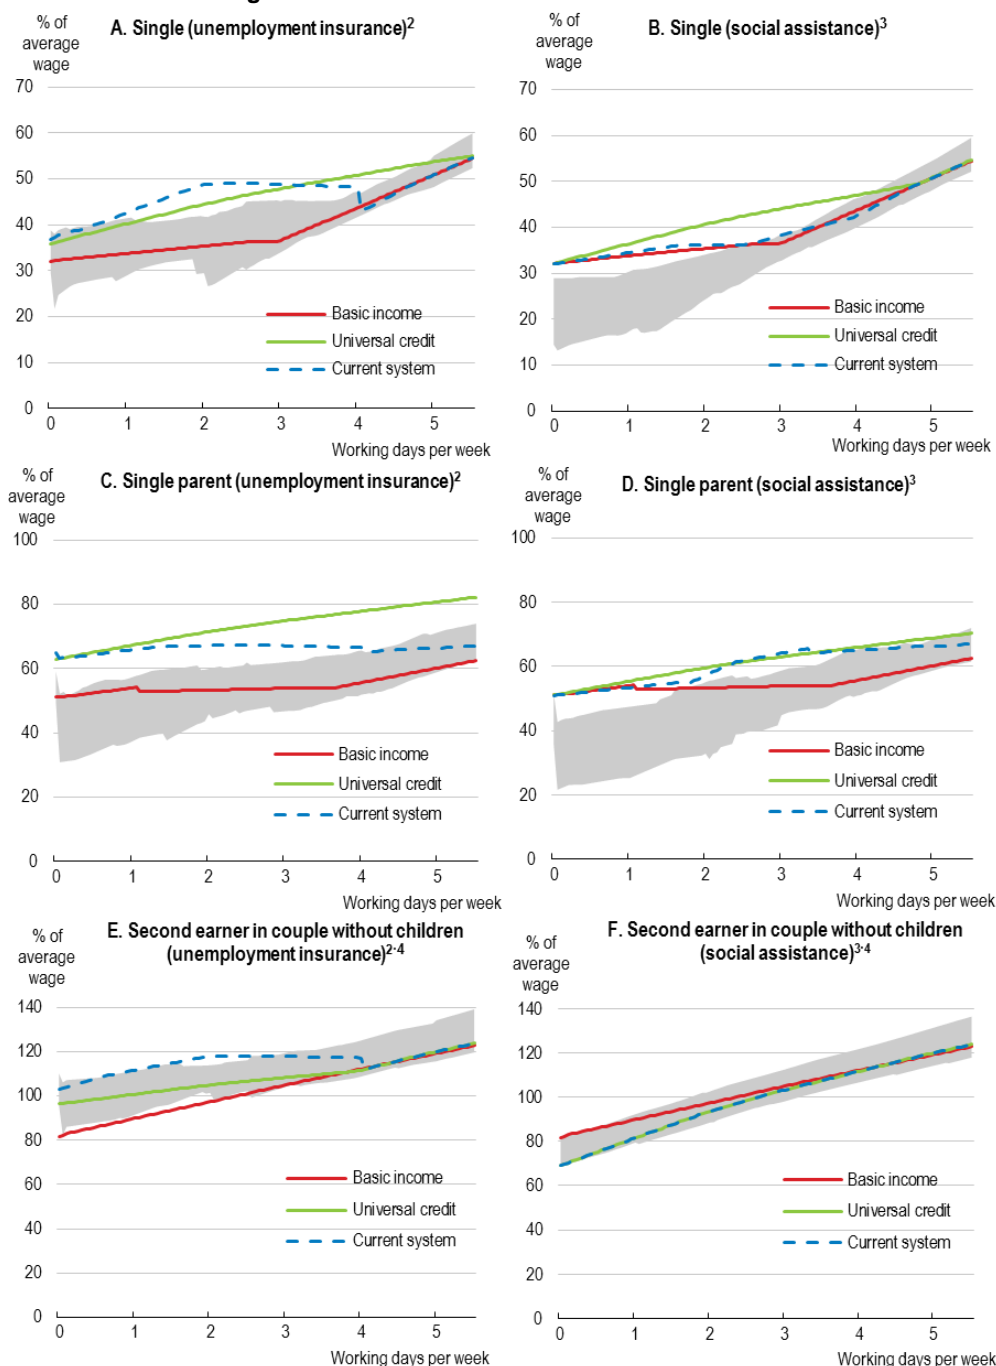 % of
average
wage
A. Single (unemployment insurance)2
70
60
50
40
30
20
10
0
Basic income
Universal credit
Current system
0 1 2 3 4 5
Working days per week
% of
average
wage
B. Single (social assistance)3
70
60
50
40
30
20
10
0
Basic income
Universal credit
Current system
0 1 2 3 4 5
Working days per week
% of
average
wage
C. Single parent (unemployment insurance)2
100
80
60
40
20
0
Basic income
Universal credit
Current system
0 1 2 3 4 5
Working days per week
% of
average
wage
D. Single parent (social assistance)3
100
80
60
40
20
0
Basic income
Universal credit
Current system
0 1 2 3 4 5
Working days per week
% of
average
wage
E. Second earner in couple without children
(unemployment insurance)2·4
140
120
100
80
60
40
20
0
Basic income
Universal credit
Current system
0 1 2 3 4 5
Working days per week
% of
average
wage
F. Second earner in couple without children
(social assistance)3·4
140
120
100
80
60
40
20
0
Basic income
Universal credit
Current system
0 1 2 3 4 5
Working days per week